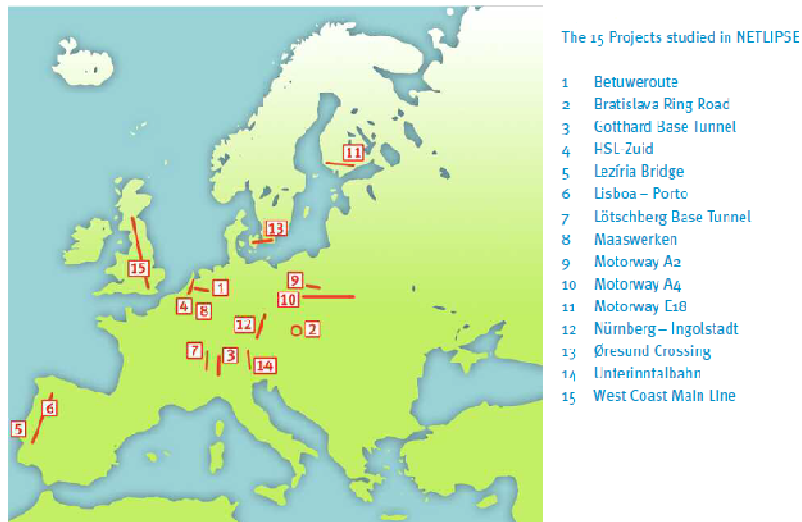 The 15 Projects studied in NETLIPSE
1 Betuweroute
2 Bratislava Ring Road
3 Gotthard Base Tunnel
4 HSL Zuid
5 Lezíria Bridge
6 Lisboa – Porto
7 Lötschberg Base Tunnel
8 Maaswerken
9 Motorway A2
10 Motorway A4
11 Motorway E18
12 Nürnberg – Ingolstadt
13 Øresund Crossing
14 Unterinntalbahn
15 West Coast Main Line
11
13
15
9
1
10
4
8
12
2
7
3
14
6
5